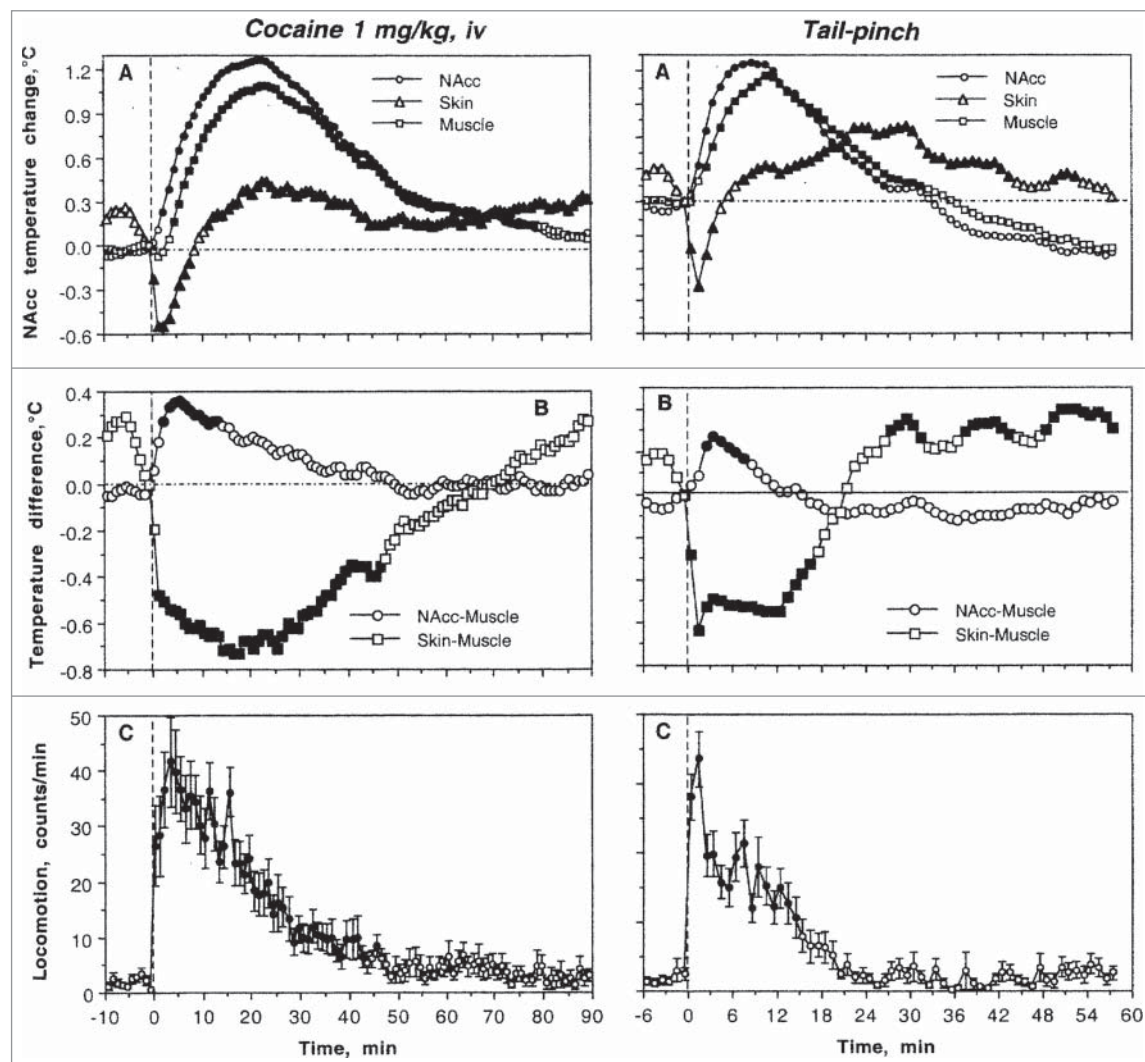 Cocaine 1 mg/kg, iv
Tail-pinch
NAcc temperature change,°C
1.2
0.9
0.6
0.3
0.0
-0.3
-0.6
A
NAcc
Skin
Muscle
A
NAcc
Skin
Muscle
Temperature difference,°C
0.4
0.2
0.0
-0.2
-0.4
-0.6
-0.8
B
NAcc-Muscle
Skin-Muscle
B
NAcc-Muscle
Skin-Muscle
Locomotion, counts/min
50
40
30
20
10
0
C
-10 0 10 20 30 40 50 60 70 80 90
Time, min
C
-6 0 6 12 18 24 30 36 42 48 54 60
Time, min